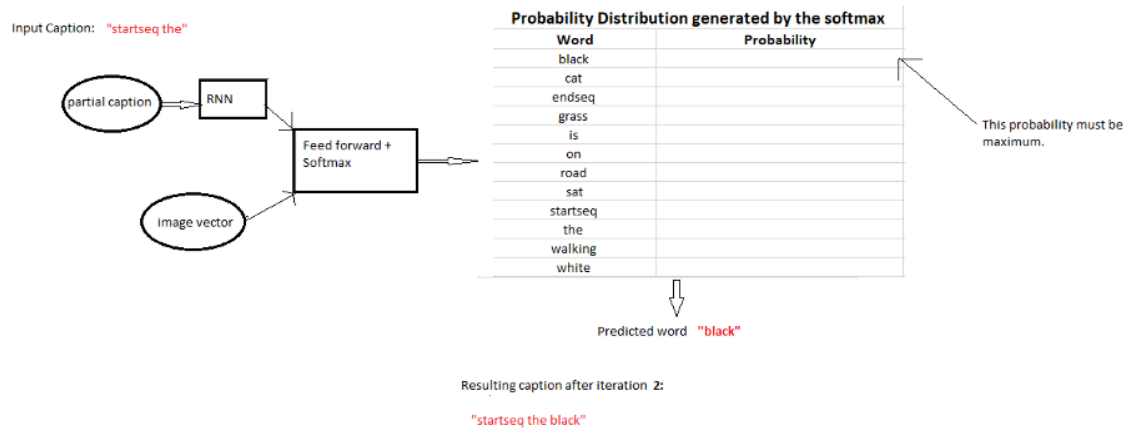 Input Caption: "startseq the"
partial caption
RNN
Feed forward +
Softmax
image vector
Probability Distribution generated by the softmax
Word Probability
black
cat
endseq
grass
is
on
road
sat
startseq
the
walking
white
This probability must be
maximum.
Predicted word "black"
Resulting caption after iteration 2:
"startseq the black"